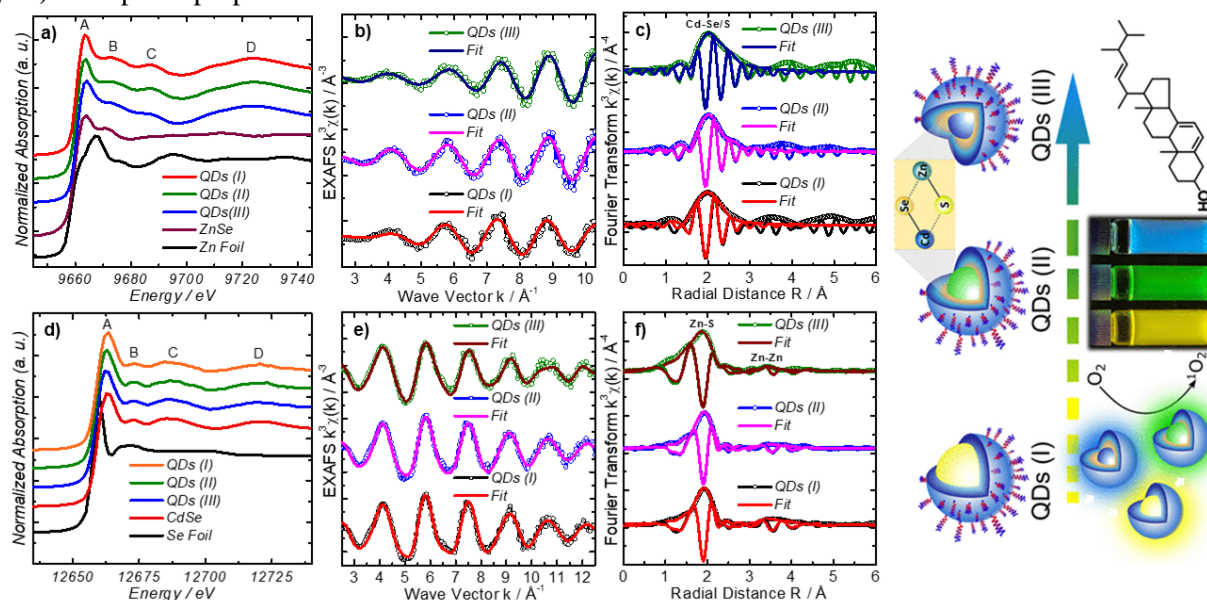 a)
A
B
C
D
Normalized Absorption (a. u.)
QDs (I)
QDs (II)
QDs(III)
ZnSe
Zn Foil
9660 9680 9700 9720 9740
Energy / eV
b)
QDs (III)
Fit
QDs (II)
Fit
QDs (I)
Fit
EXAFS k³χ(k) / Å⁻³
3 4 5 6 7 8 9 10
Wave Vector k / Å⁻¹
c)
Cd-Se/S
QDs (III)
Fit
QDs (II)
Fit
QDs (I)
Fit
Fourier Transform k³χ(k) / Å⁻⁴
0 1 2 3 4 5 6
Radial Distance R / Å
d)
A
B
C
D
Normalized Absorption (a. u.)
QDs (I)
QDs (II)
QDs (III)
CdSe
Se Foil
12650 12675 12700 12725
Energy / eV
e)
QDs (III)
Fit
QDs (II)
Fit
QDs (I)
Fit
EXAFS k³χ(k) / Å⁻³
3 4 5 6 7 8 9 10 11 12
Wave Vector k / Å⁻¹
f)
Zn-S
Zn-Zn
QDs (III)
Fit
QDs (II)
Fit
QDs (I)
Fit
Fourier Transform k³χ(k) / Å⁻⁴
0 1 2 3 4 5 6
Radial Distance R / Å
QDs (III)
Zn
Se
S
Cd
QDs (II)
QDs (I)
HO
O₂
¹O₂